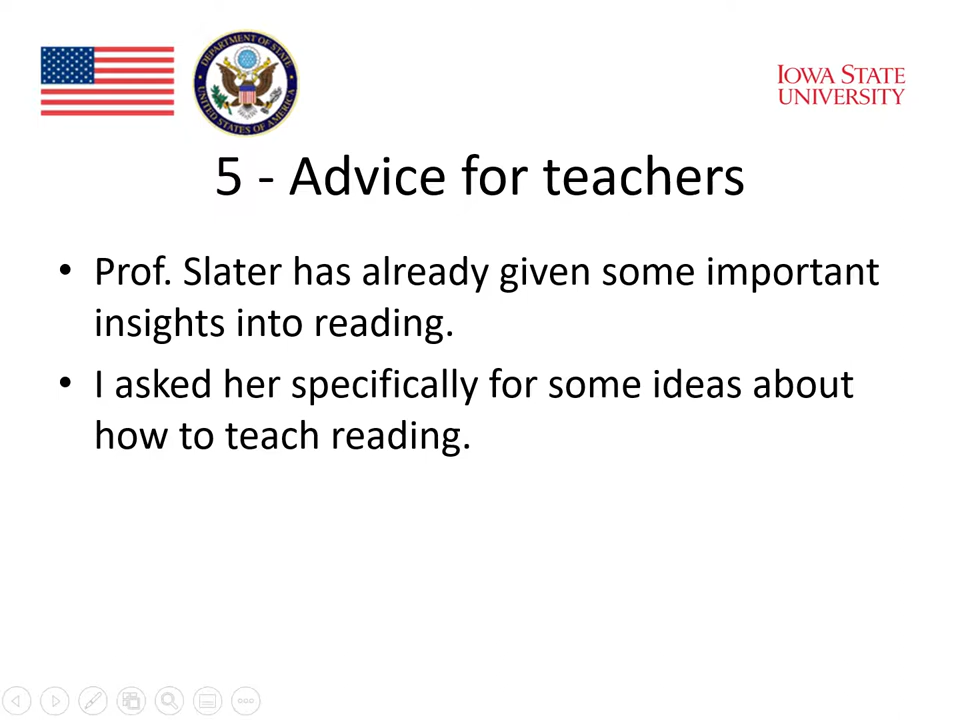 DEPARTMENT OF STATE
UNITED STATES OF AMERICA
IOWA STATE
UNIVERSITY
5 - Advice for teachers
• Prof. Slater has already given some important
insights into reading.
• I asked her specifically for some ideas about
how to teach reading.